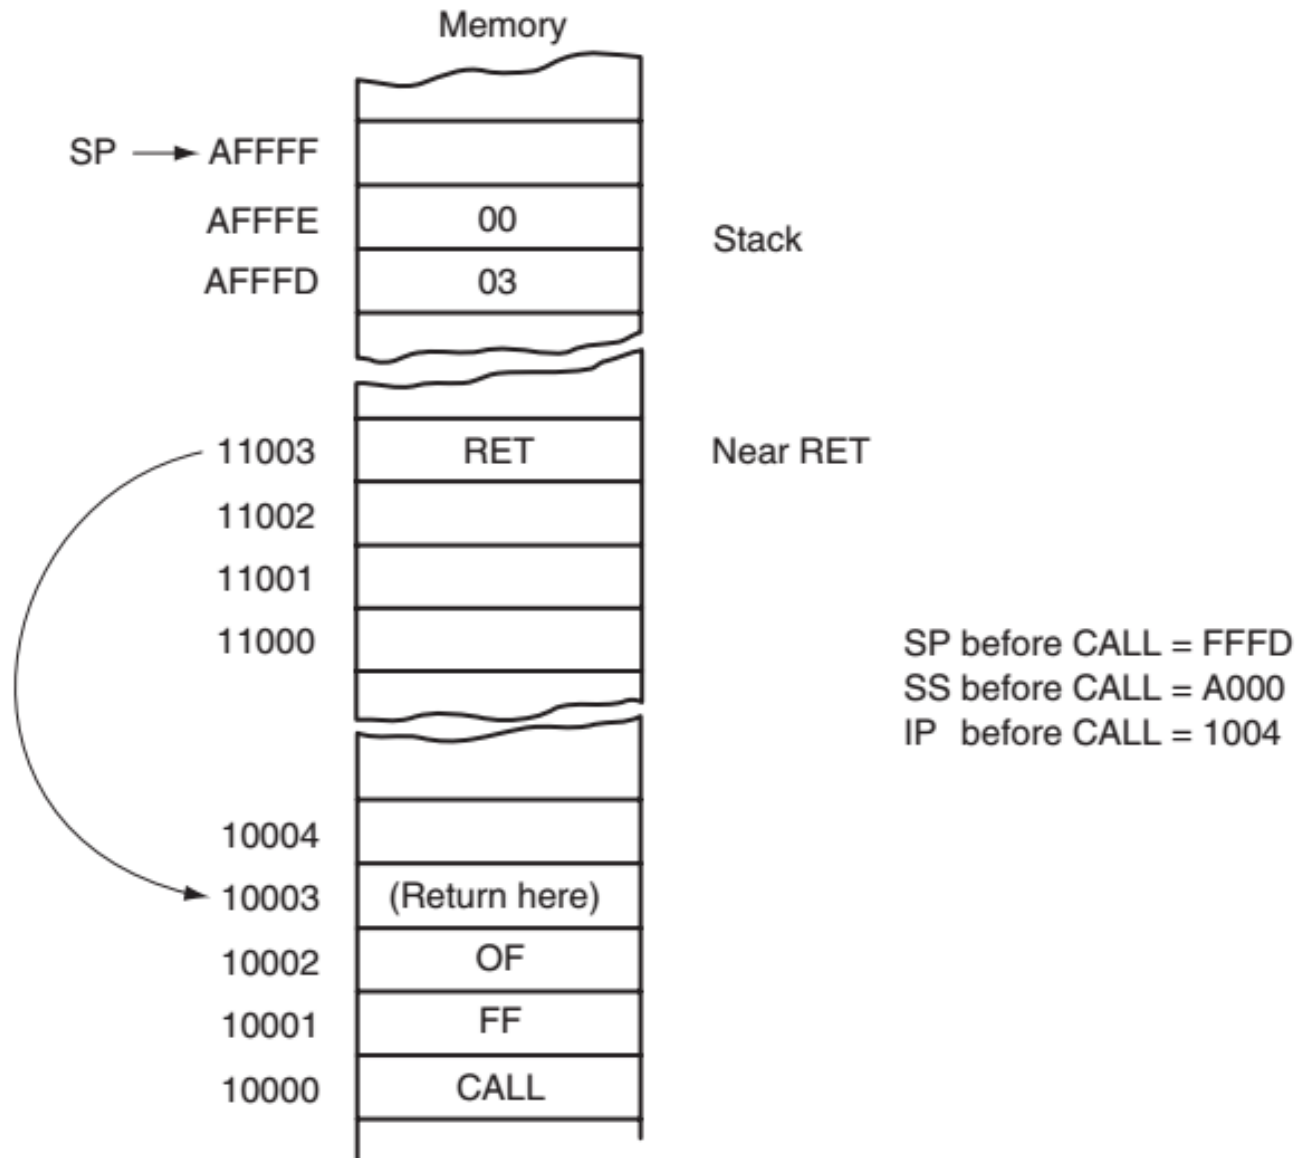 Memory
SP AFFFF
AFFFE 00
Stack
AFFFD 03
11003 RET Near RET
11002
11001
11000
SP before CALL = FFFD
SS before CALL = A000
IP before CALL = 1004
10004
10003 (Return here)
10002 OF
10001 FF
10000 CALL